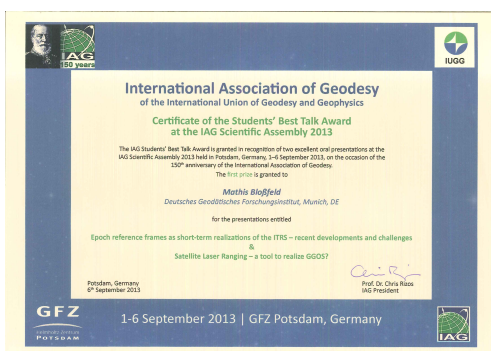 IAG
150 years
IUGG
International Association of Geodesy
of the International Union of Geodesy and Geophysics
Certificate of the Students' Best Talk Award
at the IAG Scientific Assembly 2013
The IAG Students' Best Talk Award is granted in recognition of two excellent oral presentations at the
IAG Scientific Assembly 2013 held in Potsdam, Germany, 1–6 September 2013, on the occasion of the
150th anniversary of the International Association of Geodesy.
The first prize is granted to
Mathis Bloßfeld
Deutsches Geodätisches Forschungsinstitut, Munich, DE
for the presentations entitled
Epoch reference frames as short-term realizations of the ITRS – recent developments and challenges
&
Satellite Laser Ranging – a tool to realize GGOS?
Potsdam, Germany
6th September 2013
Prof. Dr. Chris Rizos
IAG President
GFZ
POTSDAM
1-6 September 2013 | GFZ Potsdam, Germany
IAG